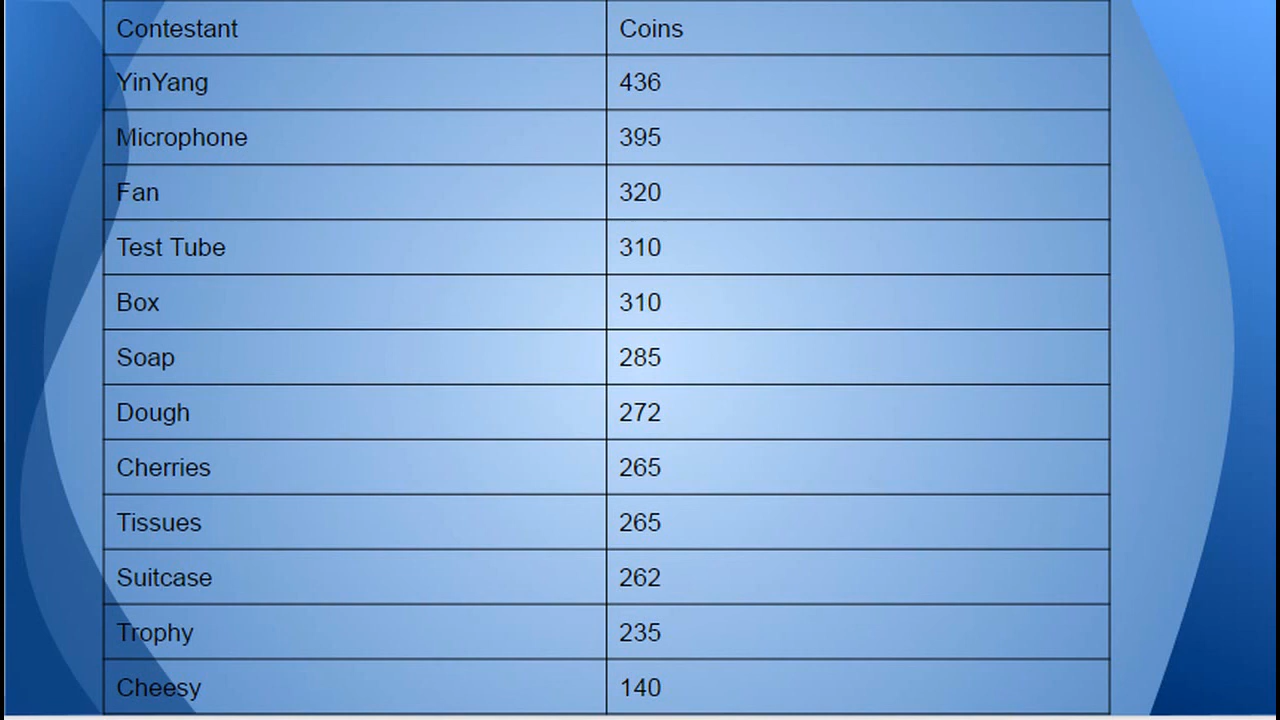 Contestant Coins
YinYang 436
Microphone 395
Fan 320
Test Tube 310
Box 310
Soap 285
Dough 272
Cherries 265
Tissues 265
Suitcase 262
Trophy 235
Cheesy 140